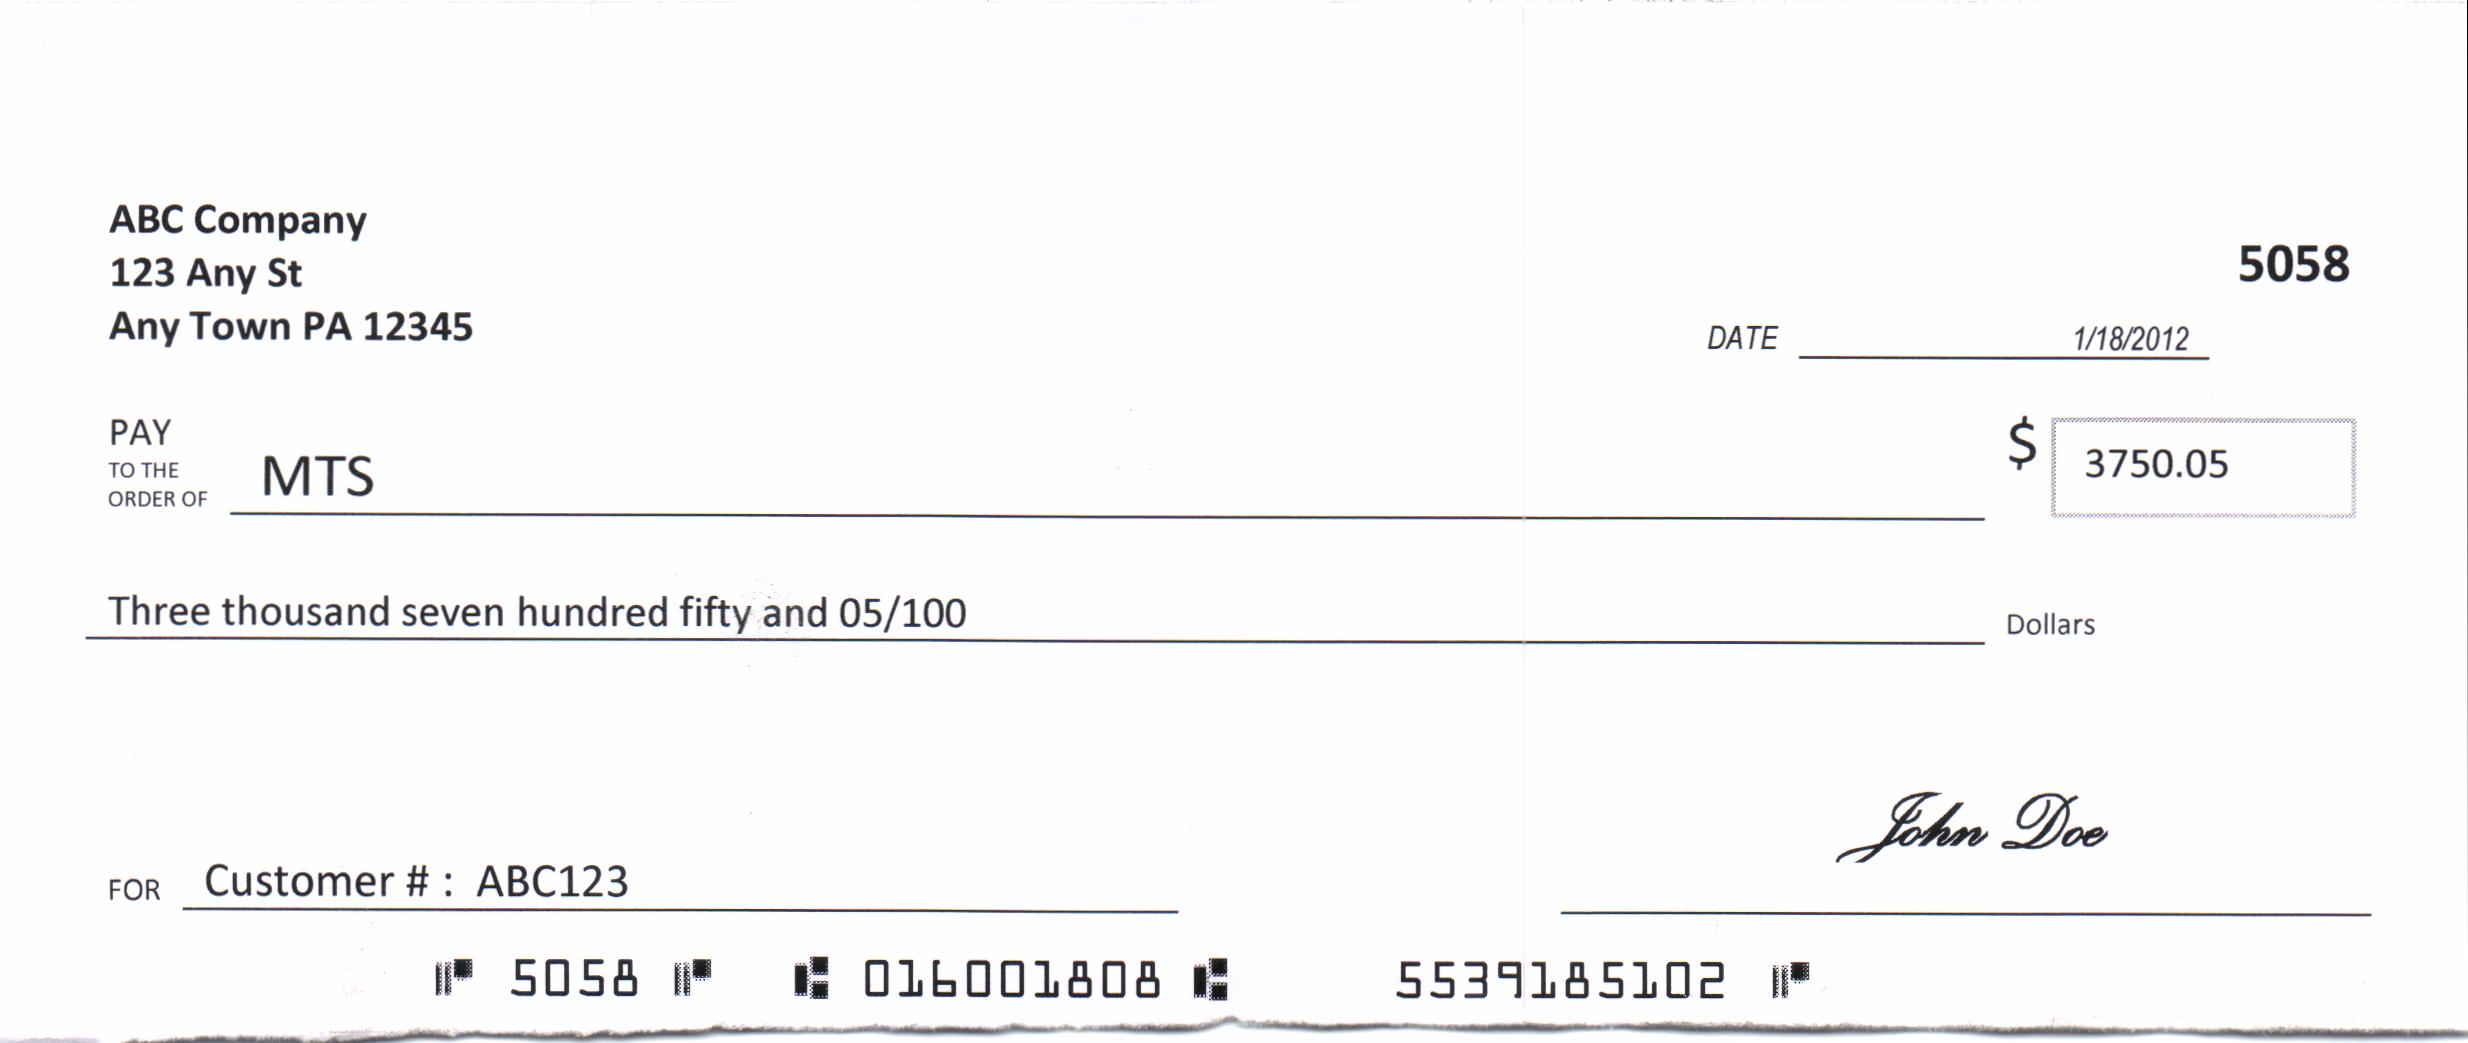 ABC Company
123 Any St
Any Town PA 12345
5058
DATE 1/18/2012
PAY
TO THE
ORDER OF MTS
$ 3750.05
Three thousand seven hundred fifty and 05/100 Dollars
John Doe
FOR Customer # : ABC123
⑈ 5058 ⑈ ⑆ 016001808 ⑆ 5539185102 ⑈